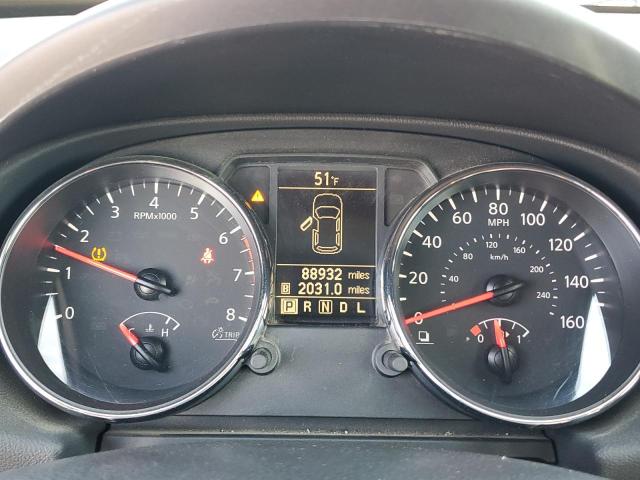 0 1 2 3 4 5 6 7 8
RPMx1000
C H
TRIP
51°F
88932 miles
B 2031.0 miles
P R N D L
0 20 40 60 80 100 120 140 160
MPH
40 80 120 160 200 240
km/h
0 1